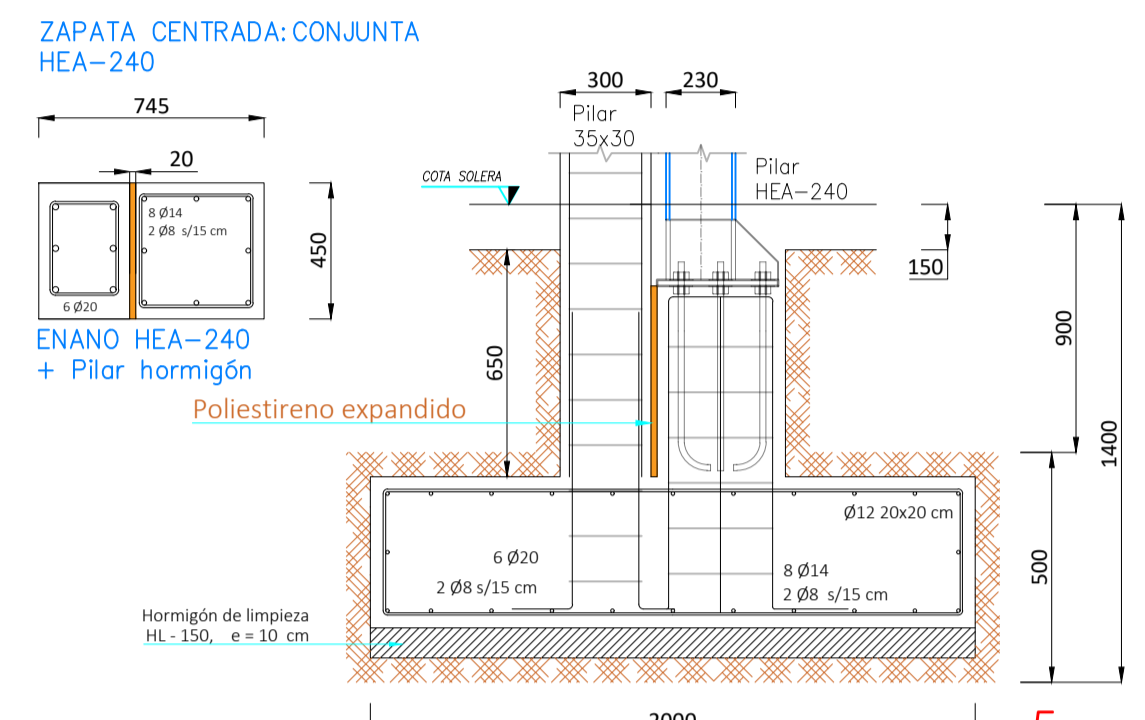 ZAPATA CENTRADA: CONJUNTA
HEA-240
745
20
8 Ø14
2 Ø8 s/15 cm
450
6 Ø20
ENANO HEA-240
+ Pilar hormigón
300
230
Pilar
35x30
Pilar
HEA-240
COTA SOLERA
150
650
900
1400
Poliestireno expandido
Ø12 20x20 cm
6 Ø20
2 Ø8 s/15 cm
8 Ø14
2 Ø8 s/15 cm
500
Hormigón de limpieza
HL - 150, e = 10 cm